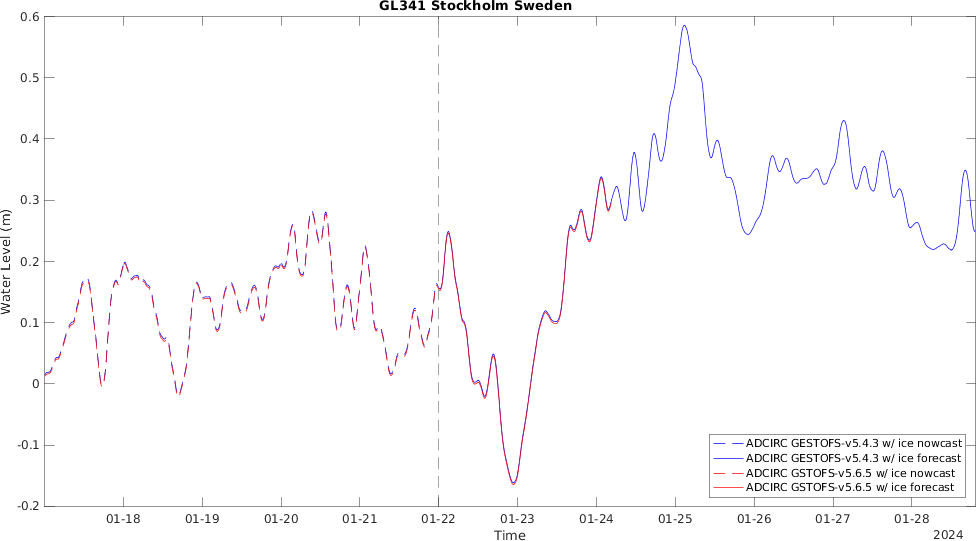 GL341 Stockholm Sweden
0.6
0.5
0.4
0.3
0.2
0.1
0
-0.1
-0.2
Water Level (m)
ADCIRC GESTOFS-v5.4.3 w/ ice nowcast
ADCIRC GESTOFS-v5.4.3 w/ ice forecast
ADCIRC GSTOFS-v5.6.5 w/ ice nowcast
ADCIRC GSTOFS-v5.6.5 w/ ice forecast
01-18 01-19 01-20 01-21 01-22 01-23 01-24 01-25 01-26 01-27 01-28
Time
2024